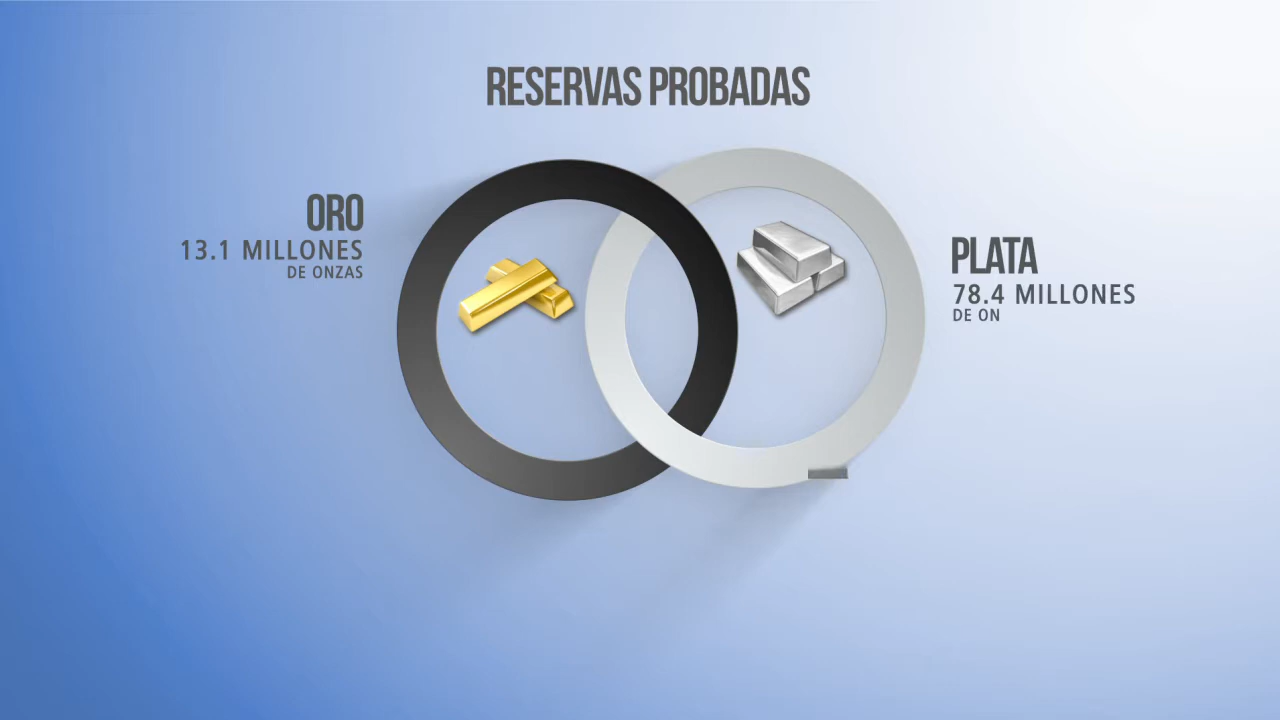 RESERVAS PROBADAS
ORO
13.1 MILLONES
DE ONZAS
PLATA
78.4 MILLONES
DE ON